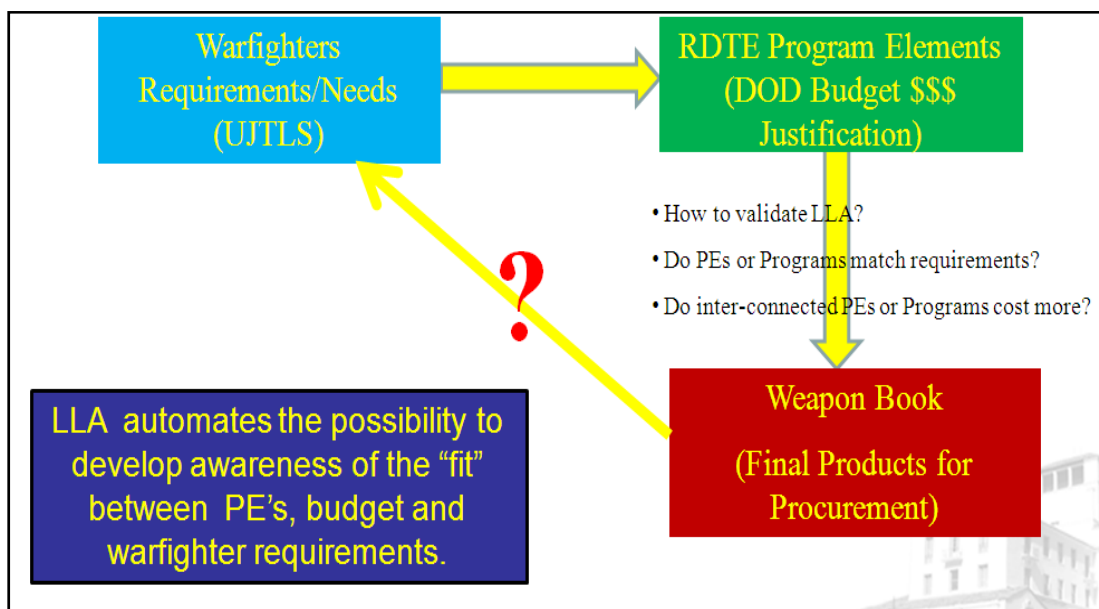 Warfighters
Requirements/Needs
(UJTLS)
RDTE Program Elements
(DOD Budget $$$
Justification)
• How to validate LLA?
• Do PEs or Programs match requirements?
• Do inter-connected PEs or Programs cost more?
?
Weapon Book
(Final Products for
Procurement)
LLA automates the possibility to
develop awareness of the “fit”
between PE’s, budget and
warfighter requirements.